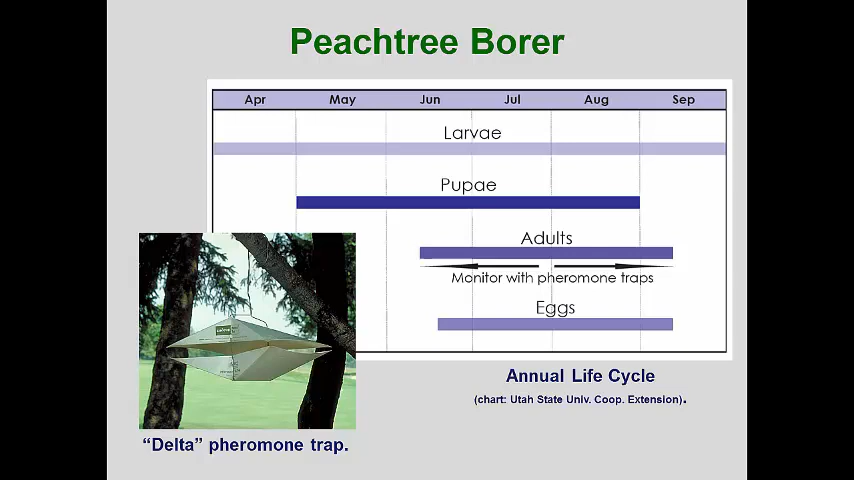 Peachtree Borer
Apr May Jun Jul Aug Sep
Larvae
Pupae
Adults
Monitor with pheromone traps
Eggs
Annual Life Cycle
(chart: Utah State Univ. Coop. Extension).
“Delta” pheromone trap.